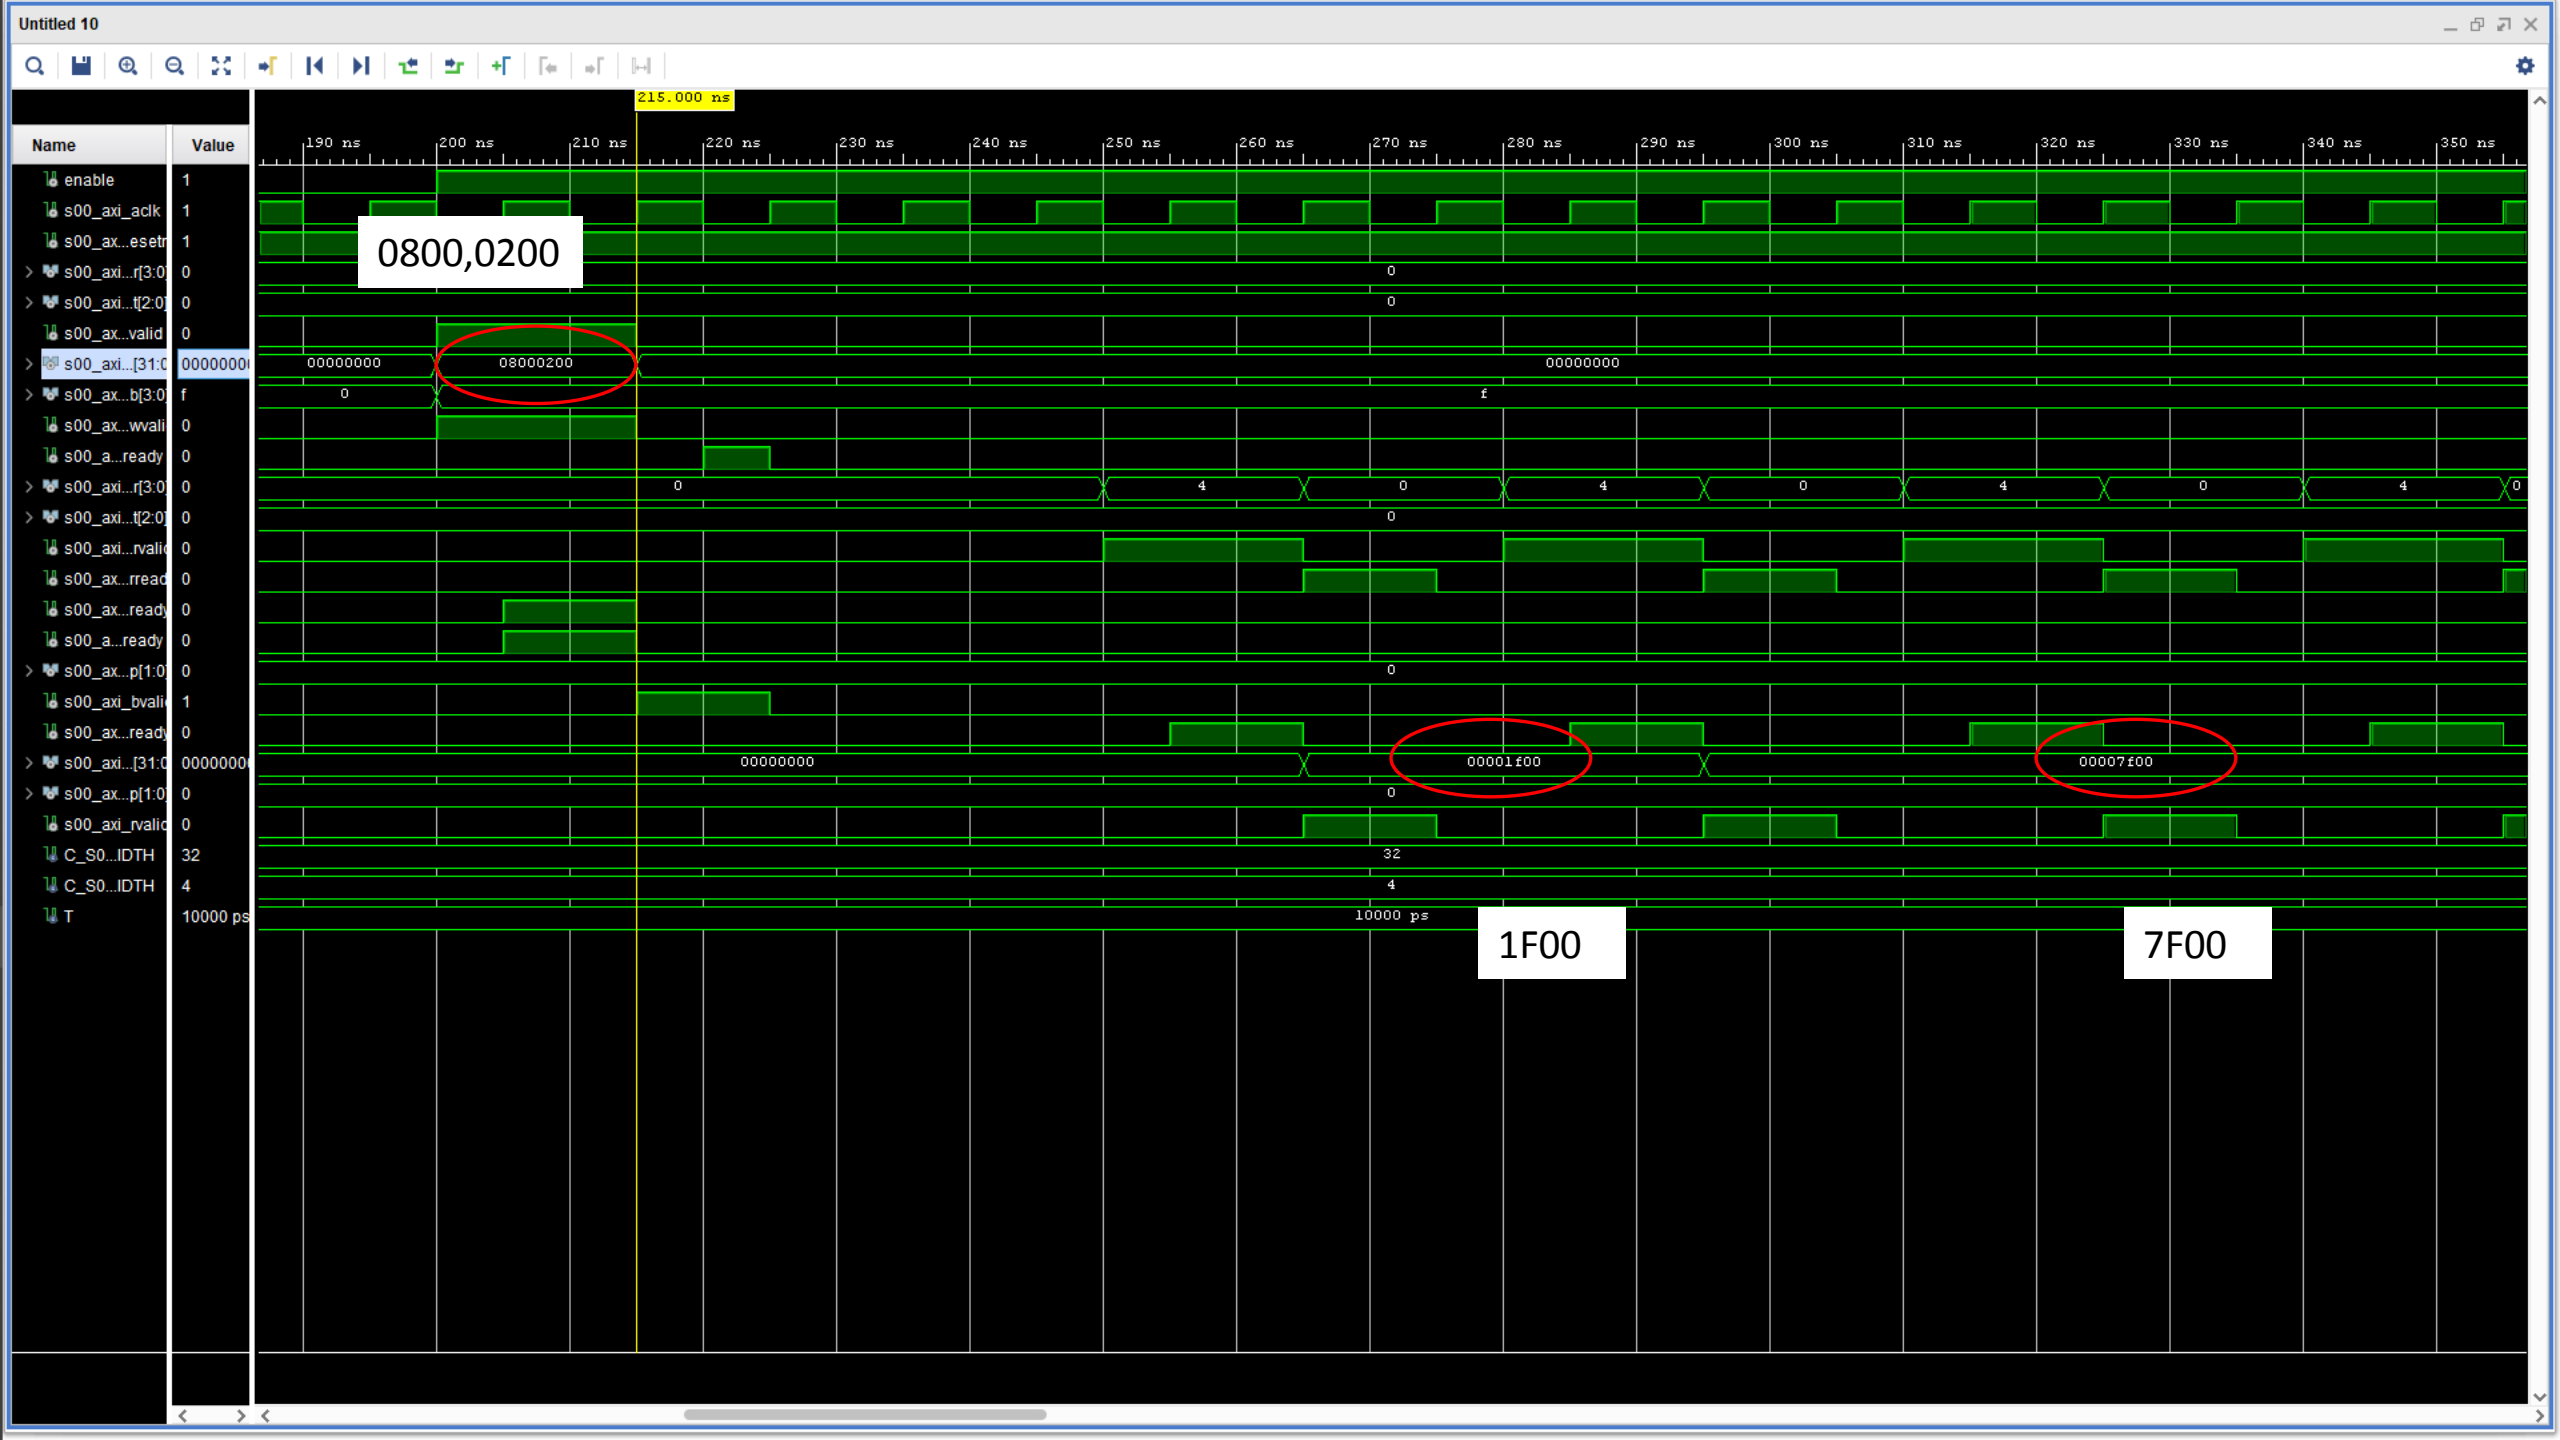 Untitled 10
215.000 ns
Name Value
190 ns 200 ns 210 ns 220 ns 230 ns 240 ns 250 ns 260 ns 270 ns 280 ns 290 ns 300 ns 310 ns 320 ns 330 ns 340 ns 350 ns
enable 1
s00_axi_aclk 1
s00_ax...esetr 1
0800,0200
s00_axi...r[3:0] 0 0
s00_axi...t[2:0] 0 0
s00_ax...valid 0
s00_axi...[31:0 00000000 00000000 08000200 00000000
s00_ax...b[3:0] f 0 f
s00_ax...wvali 0
s00_a...ready 0
s00_axi...r[3:0] 0 0 4 0 4 0 4 0 4 0
s00_axi...t[2:0] 0 0
s00_axi...rvalid 0
s00_ax...rread 0
s00_ax...ready 0
s00_a...ready 0
s00_ax...p[1:0] 0 0
s00_axi_bvali 1
s00_ax...ready 0
s00_axi...[31:0 00000000 00000000 00001f00 00007f00
s00_ax...p[1:0] 0 0
s00_axi_rvalid 0
C_S0...IDTH 32 32
C_S0...IDTH 4 4
T 10000 ps 10000 ps
1F00 7F00